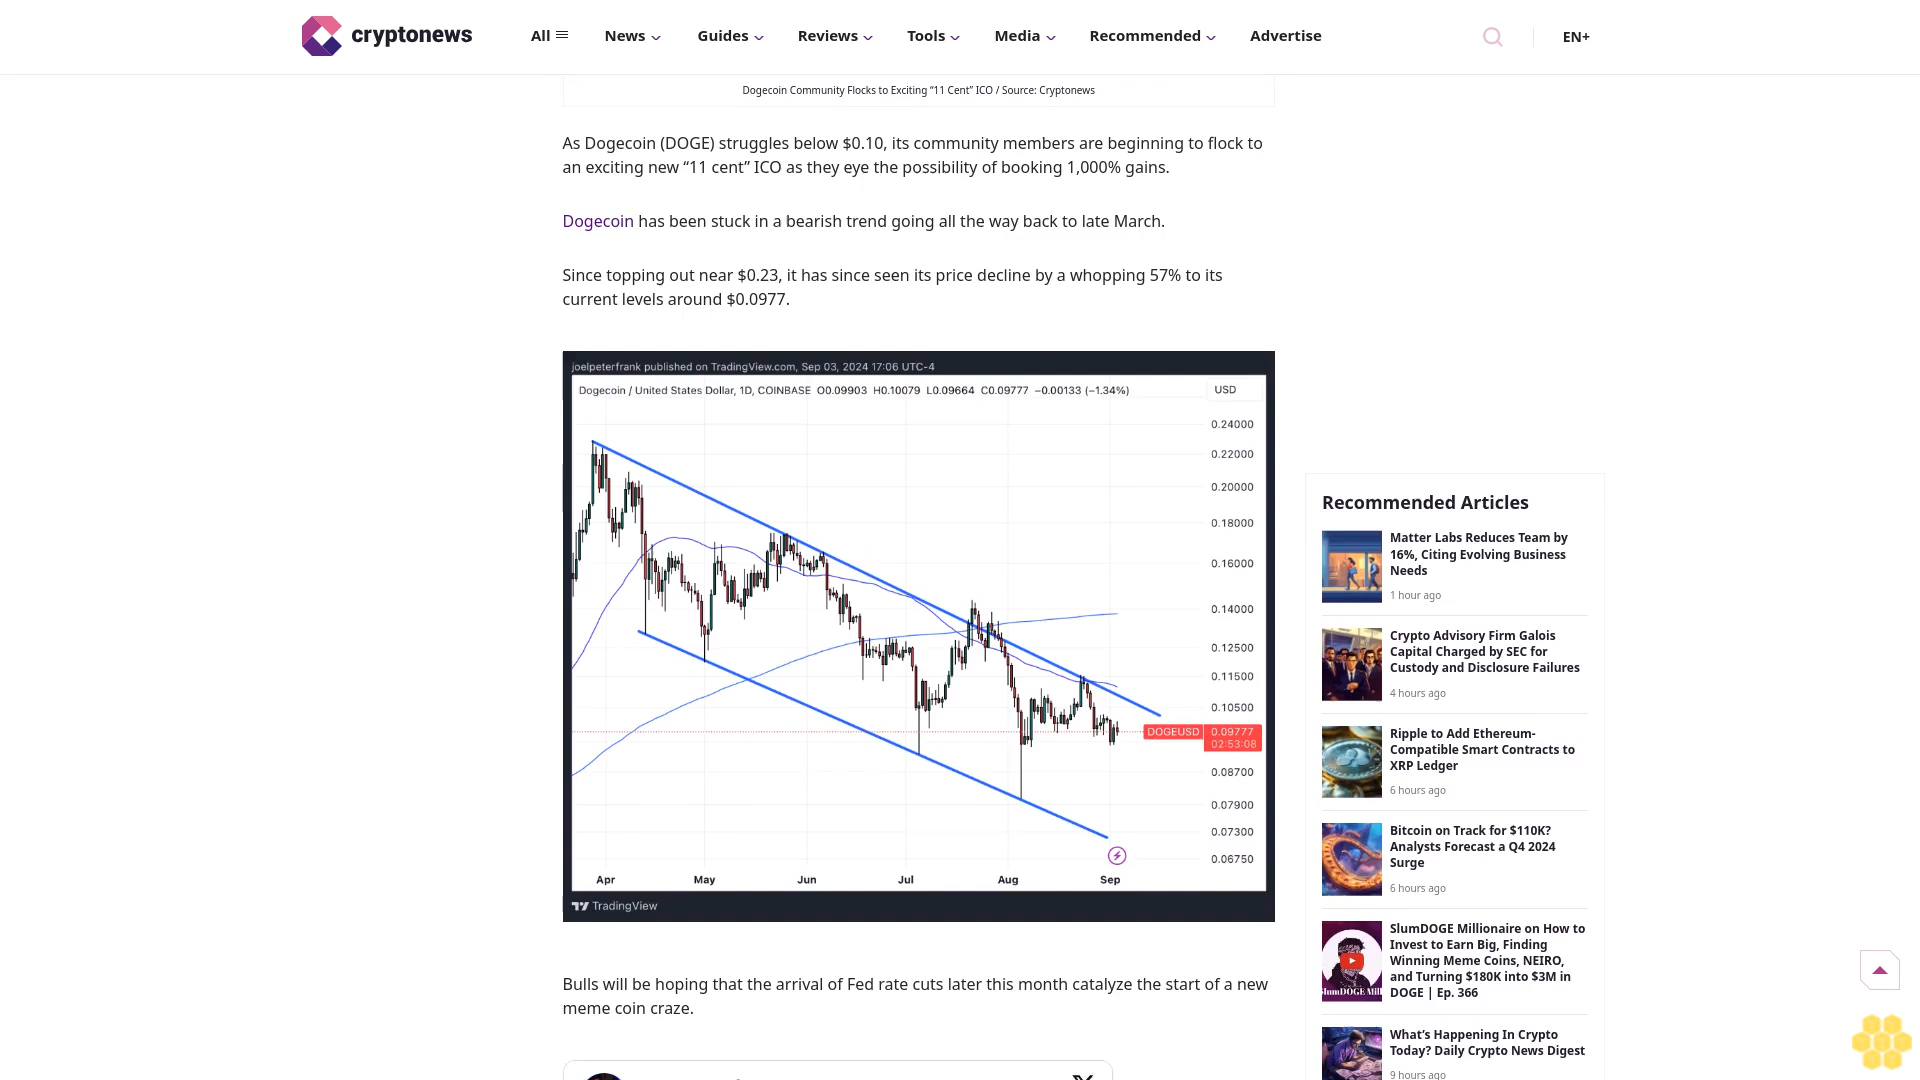 cryptonews
All
News
Guides
Reviews
Tools
Media
Recommended
Advertise
EN+
Dogecoin Community Flocks to Exciting “11 Cent” ICO / Source: Cryptonews
As Dogecoin (DOGE) struggles below $0.10, its community members are beginning to flock to
an exciting new “11 cent” ICO as they eye the possibility of booking 1,000% gains.
Dogecoin has been stuck in a bearish trend going all the way back to late March.
Since topping out near $0.23, it has since seen its price decline by a whopping 57% to its
current levels around $0.0977.
joelpeterfrank published on TradingView.com, Sep 03, 2024 17:06 UTC-4
Dogecoin / United States Dollar, 1D, COINBASE O0.09903 H0.10079 L0.09664 C0.09777 −0.00133 (−1.34%)
USD
0.24000
0.22000
0.20000
0.18000
0.16000
0.14000
0.12500
0.11500
0.10500
DOGEUSD 0.09777
02:53:08
0.08700
0.07900
0.07300
0.06750
Apr May Jun Jul Aug Sep
TradingView
Bulls will be hoping that the arrival of Fed rate cuts later this month catalyze the start of a new
meme coin craze.
Recommended Articles
Matter Labs Reduces Team by
16%, Citing Evolving Business
Needs
1 hour ago
Crypto Advisory Firm Galois
Capital Charged by SEC for
Custody and Disclosure Failures
4 hours ago
Ripple to Add Ethereum-
Compatible Smart Contracts to
XRP Ledger
6 hours ago
Bitcoin on Track for $110K?
Analysts Forecast a Q4 2024
Surge
6 hours ago
SlumDOGE Millionaire on How to
Invest to Earn Big, Finding
Winning Meme Coins, NEIRO,
and Turning $180K into $3M in
DOGE | Ep. 366
What’s Happening In Crypto
Today? Daily Crypto News Digest
9 hours ago